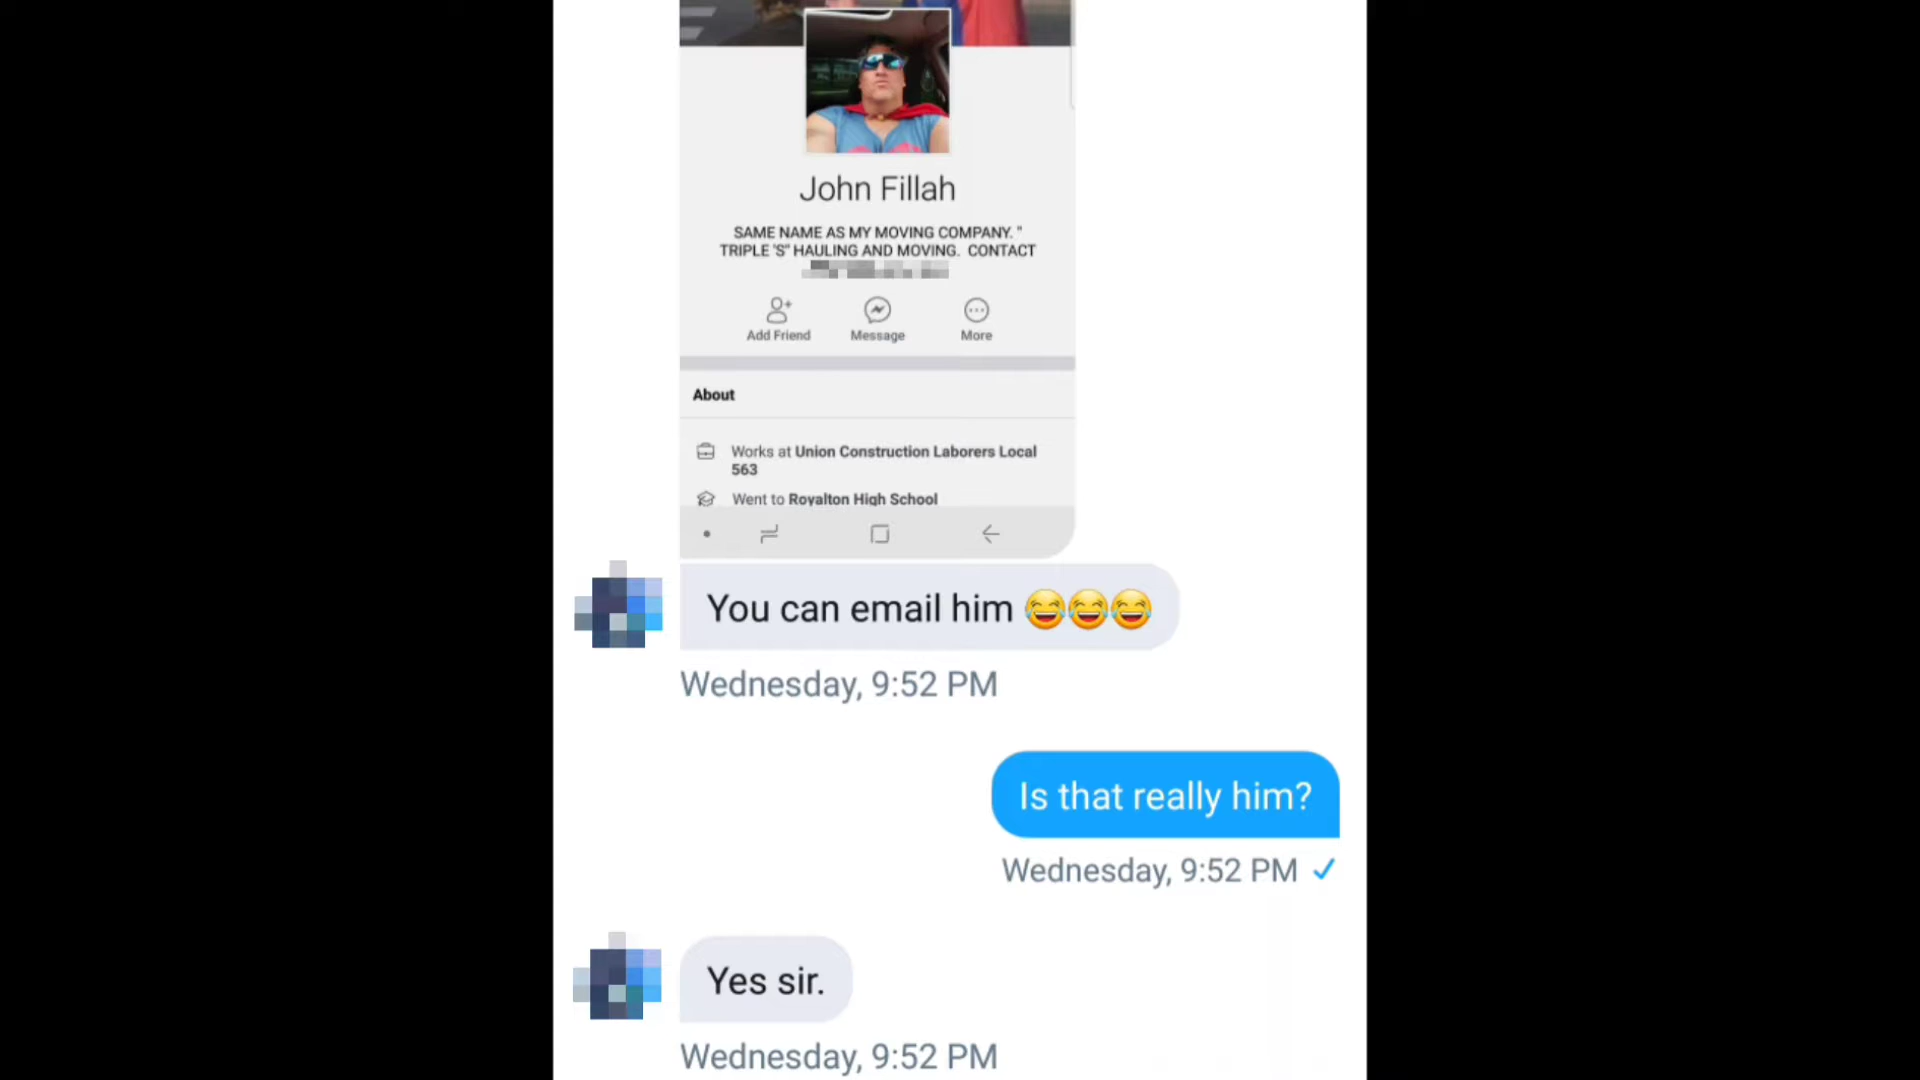 John Fillah
SAME NAME AS MY MOVING COMPANY. "
TRIPLE 'S" HAULING AND MOVING. CONTACT
Add Friend
Message
More
About
Works at Union Construction Laborers Local
563
Went to Royalton High School
You can email him 😂😂😂
Wednesday, 9:52 PM
Is that really him?
Wednesday, 9:52 PM ✓
Yes sir.
Wednesday, 9:52 PM